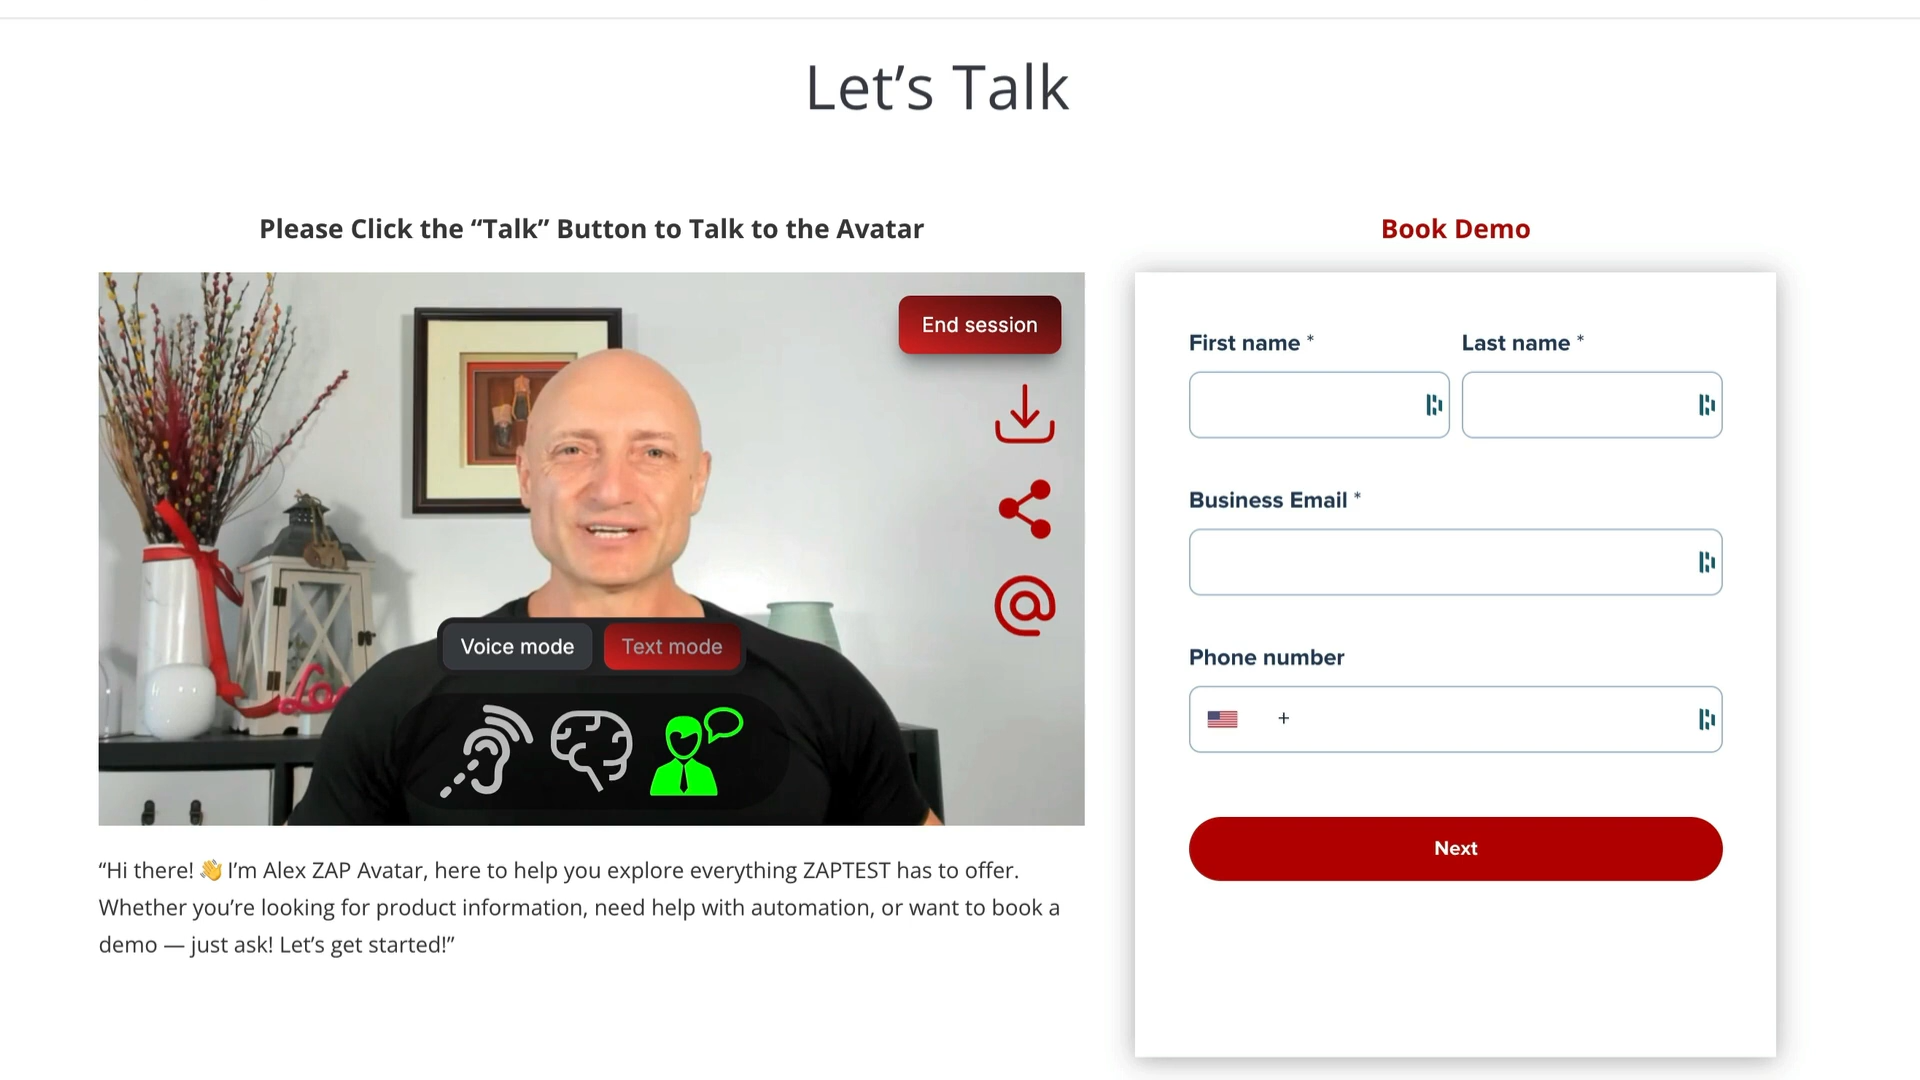 Let’s Talk
Please Click the “Talk” Button to Talk to the Avatar
End session
Voice mode
Text mode
“Hi there! 👋 I’m Alex ZAP Avatar, here to help you explore everything ZAPTEST has to offer.
Whether you’re looking for product information, need help with automation, or want to book a
demo — just ask! Let’s get started!”
Book Demo
First name *
Last name *
Business Email *
Phone number
+
Next